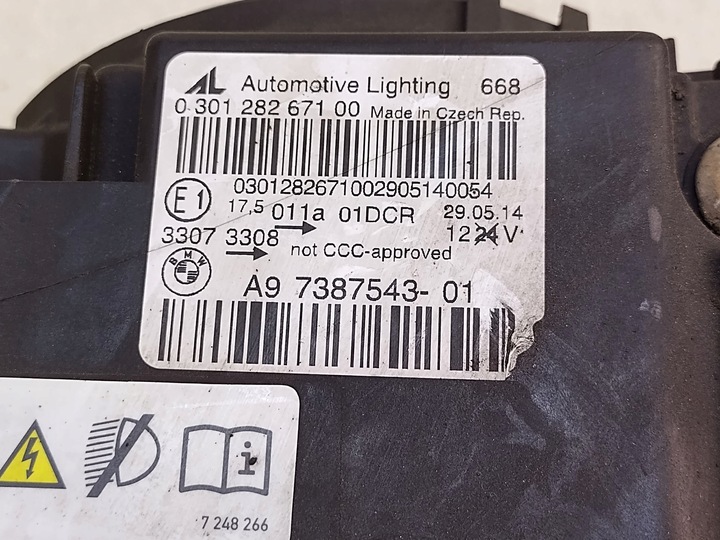 AL Automotive Lighting 668
0 301 282 671 00 Made in Czech Rep.
0301282671002905140054
E1 17,5 011a 01DCR 29.05.14
3307 3308 not CCC-approved 12 24 V
BMW A9 7387543- 01
i
7 248 266